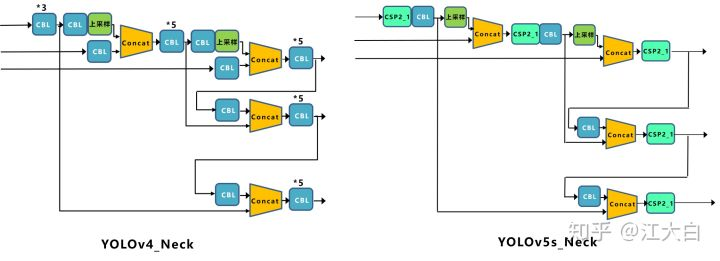 *3
CBL
CBL
上采样
CBL
Concat
*5
CBL
CBL
上采样
CBL
Concat
*5
CBL
CBL
Concat
*5
CBL
CBL
Concat
*5
CBL
YOLOv4_Neck
CSP2_1
CBL
上采样
Concat
CSP2_1
CBL
上采样
Concat
CSP2_1
CBL
Concat
CSP2_1
CBL
Concat
CSP2_1
YOLOv5s_Neck
知乎 @江大白